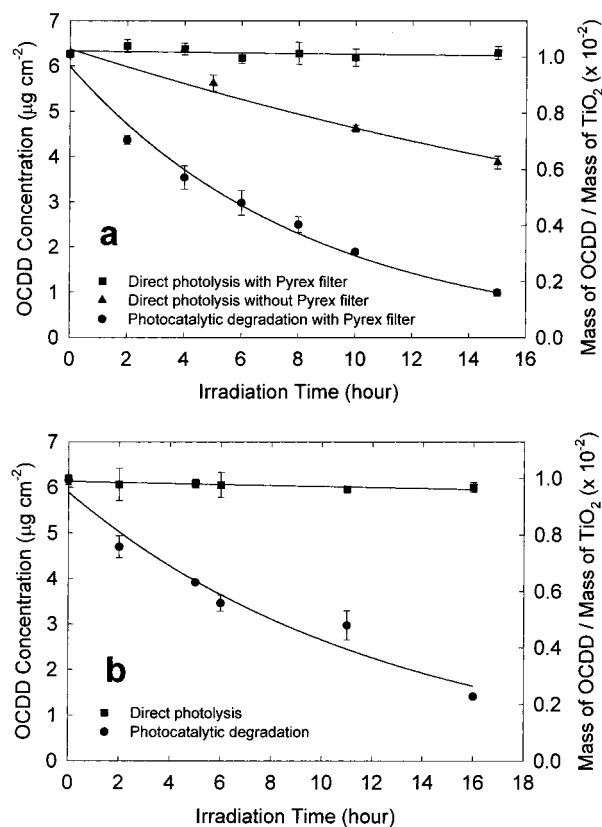 7
6
5
4
3
2
1
0
OCDD Concentration (μg cm-2)
1.0
0.8
0.6
0.4
0.2
0.0
Mass of OCDD / Mass of TiO2 (x 10-2)
a
Direct photolysis with Pyrex filter
Direct photolysis without Pyrex filter
Photocatalytic degradation with Pyrex filter
0 2 4 6 8 10 12 14 16
Irradiation Time (hour)
7
6
5
4
3
2
1
0
OCDD Concentration (μg cm-2)
1.0
0.8
0.6
0.4
0.2
0.0
Mass of OCDD / Mass of TiO2 (x 10-2)
b
Direct photolysis
Photocatalytic degradation
0 2 4 6 8 10 12 14 16 18
Irradiation Time (hour)